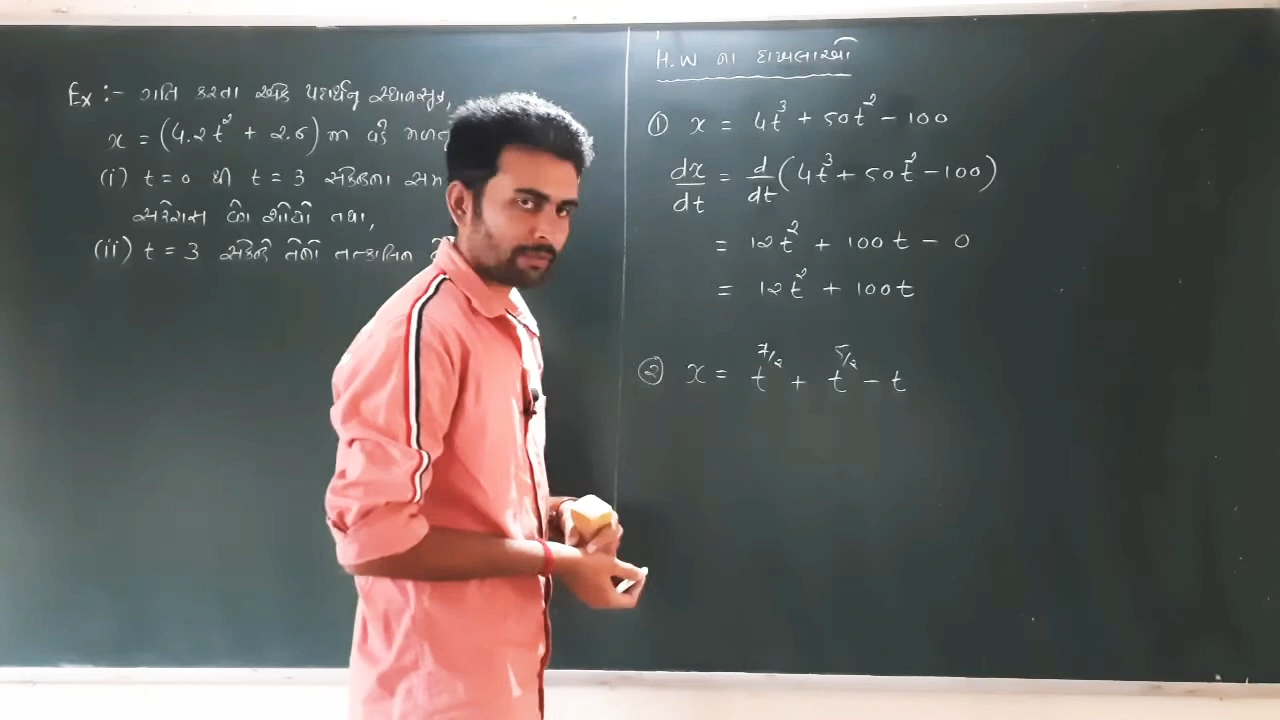 Ex :- ગતિ કરતા એક પદાર્થનું સ્થાનસૂત્ર,
x = (4.2t² + 2.6) m વડે
(i) t = 0 થી t = 3 સેકન્ડના
સરેરાશ વેગ શોધો તથા,
(ii) t = 3 સેકન્ડે તેનો તત્કાલિન
H.W ના દાખલાઓ
① x = 4t³ + 50t² - 100
dx/dt = d/dt (4t³ + 50t² - 100)
= 12t² + 100t - 0
= 12t² + 100t
② x = t^7/2 + t^5/2 - t